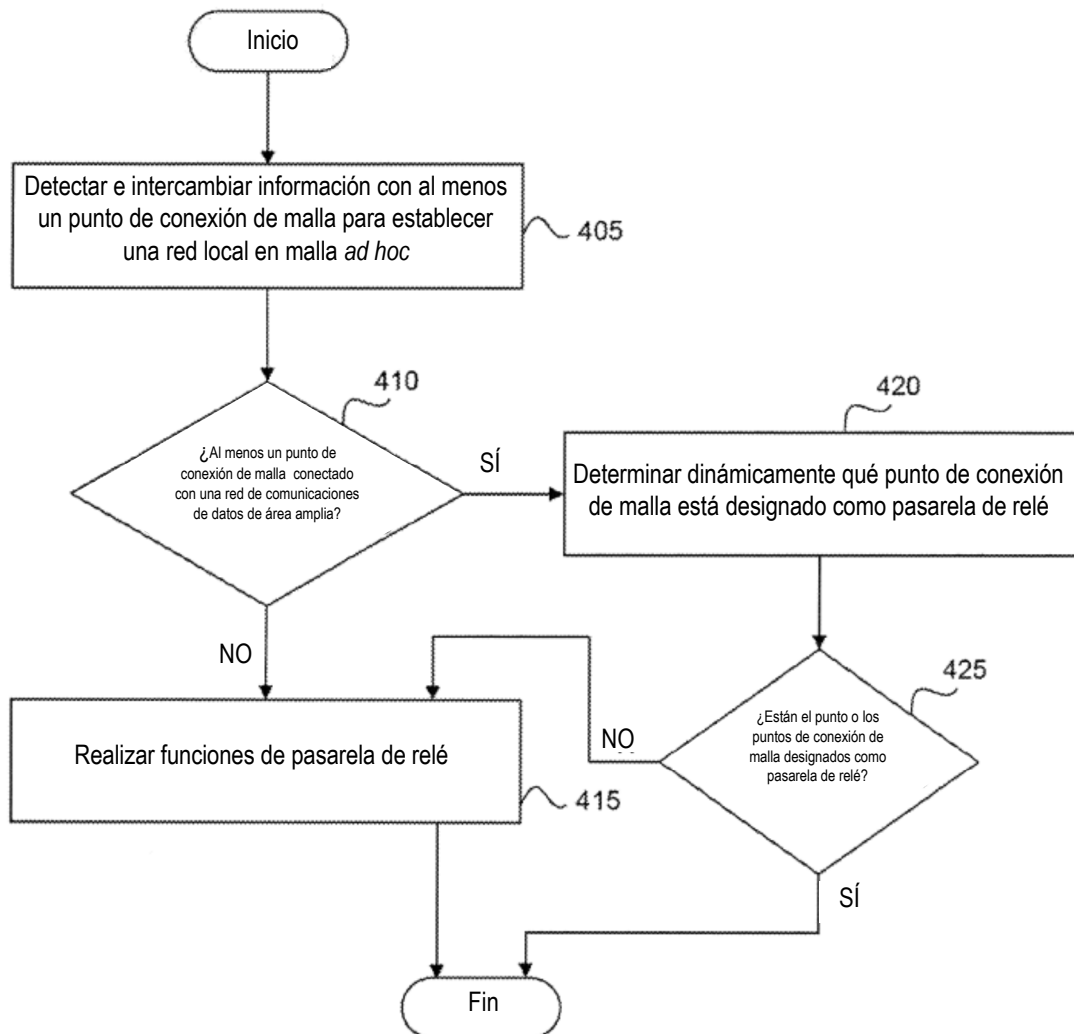 Inicio
Detectar e intercambiar información con al menos
un punto de conexión de malla para establecer
una red local en malla ad hoc
405
410
¿Al menos un punto de
conexión de malla conectado
con una red de comunicaciones
de datos de área amplia?
SÍ
420
Determinar dinámicamente qué punto de conexión
de malla está designado como pasarela de relé
NO
425
¿Están el punto o los
puntos de conexión de
malla designados como
pasarela de relé?
NO
Realizar funciones de pasarela de relé
415
SÍ
Fin